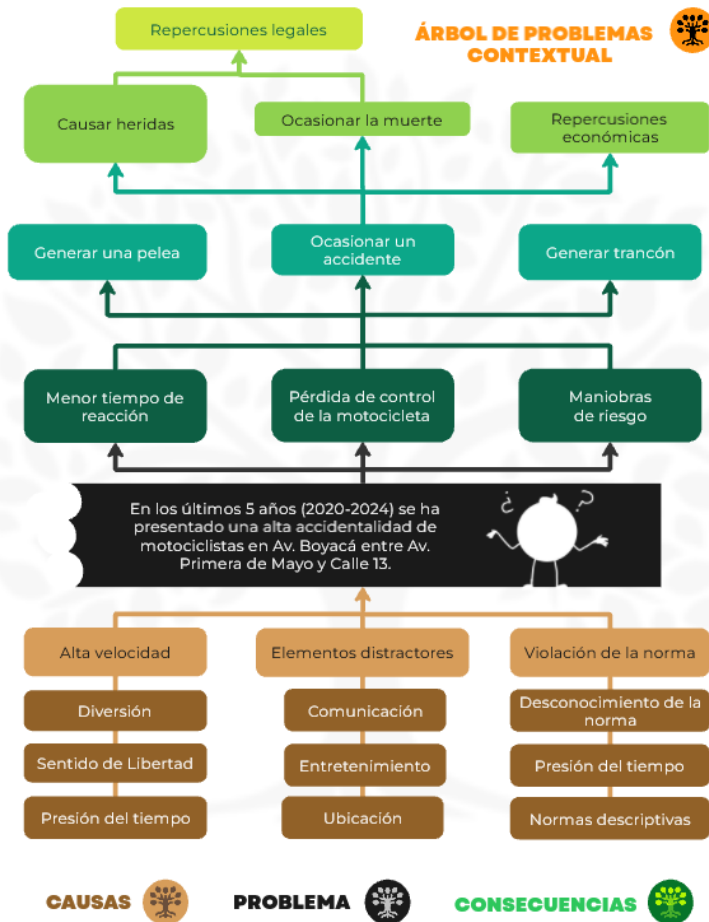 Repercusiones legales
ÁRBOL DE PROBLEMAS
CONTEXTUAL
Causar heridas
Ocasionar la muerte
Repercusiones
económicas
Generar una pelea
Ocasionar un
accidente
Generar trancón
Menor tiempo de
reacción
Pérdida de control
de la motocicleta
Maniobras
de riesgo
En los últimos 5 años (2020-2024) se ha
presentado una alta accidentalidad de
motociclistas en Av. Boyacá entre Av.
Primera de Mayo y Calle 13.
¿ ?
Alta velocidad
Elementos distractores
Violación de la norma
Diversión
Comunicación
Desconocimiento de la
norma
Sentido de Libertad
Entretenimiento
Presión del tiempo
Presión del tiempo
Ubicación
Normas descriptivas
CAUSAS
PROBLEMA
CONSECUENCIAS